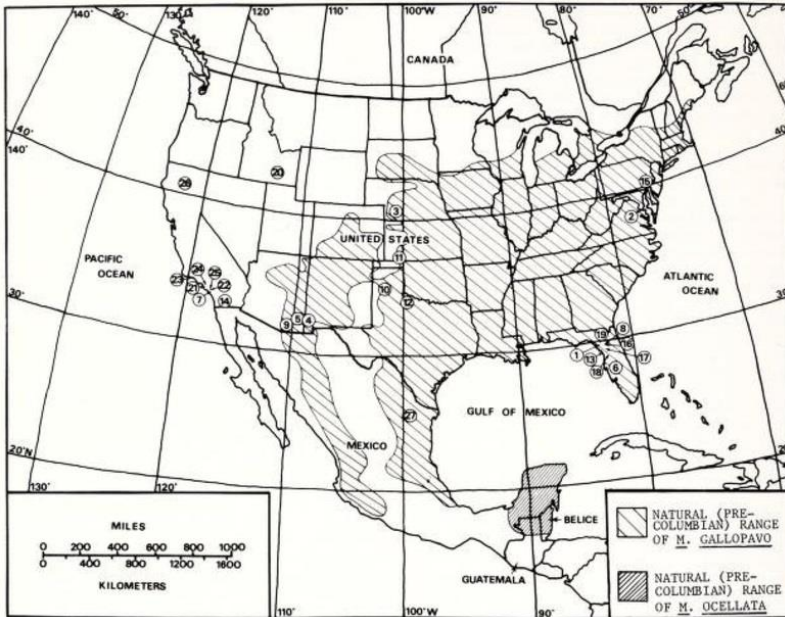 140° 50° 130° 120° 110° 100°W 90° 80° 70° 50° 60°
CANADA
40°
140°
40°
26 20 15
3 2
UNITED STATES
PACIFIC
OCEAN
11
ATLANTIC
OCEAN
24 25
23 21 22
7 14
10 12
30°
9 5 4
19 8
16
1 13 17
6
18
30°
27
GULF OF MEXICO
MEXICO
20°N
130° 120°
BELICE
GUATEMALA
110° 100°W 90°
MILES
0 200 400 600 800 1000
0 400 800 1200 1600
KILOMETERS
NATURAL (PRE-
COLUMBIAN) RANGE
OF M. GALLOPAVO
NATURAL (PRE-
COLUMBIAN) RANGE
OF M. OCELLATA